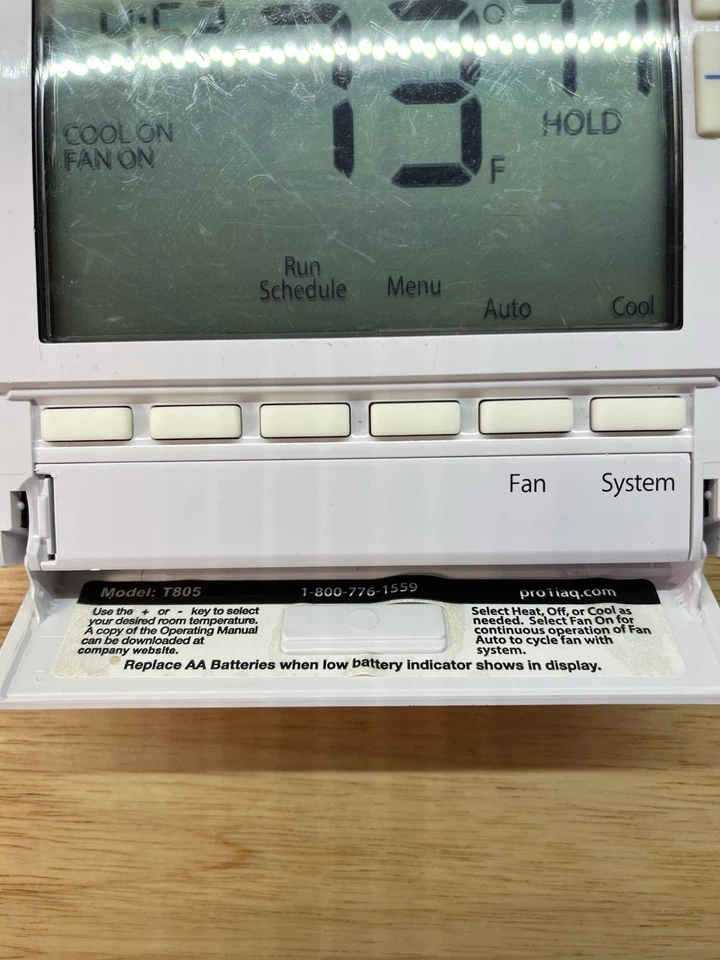 73° 71
COOL ON
FAN ON
HOLD
F
Run
Schedule
Menu
Auto
Cool
Fan
System
Model: T805
1-800-776-1559
pro1iaq.com
Use the + or - key to select
your desired room temperature.
A copy of the Operating Manual
can be downloaded at
company website.
Select Heat, Off, or Cool as
needed. Select Fan On for
continuous operation of Fan
Auto to cycle fan with
system.
Replace AA Batteries when low battery indicator shows in display.